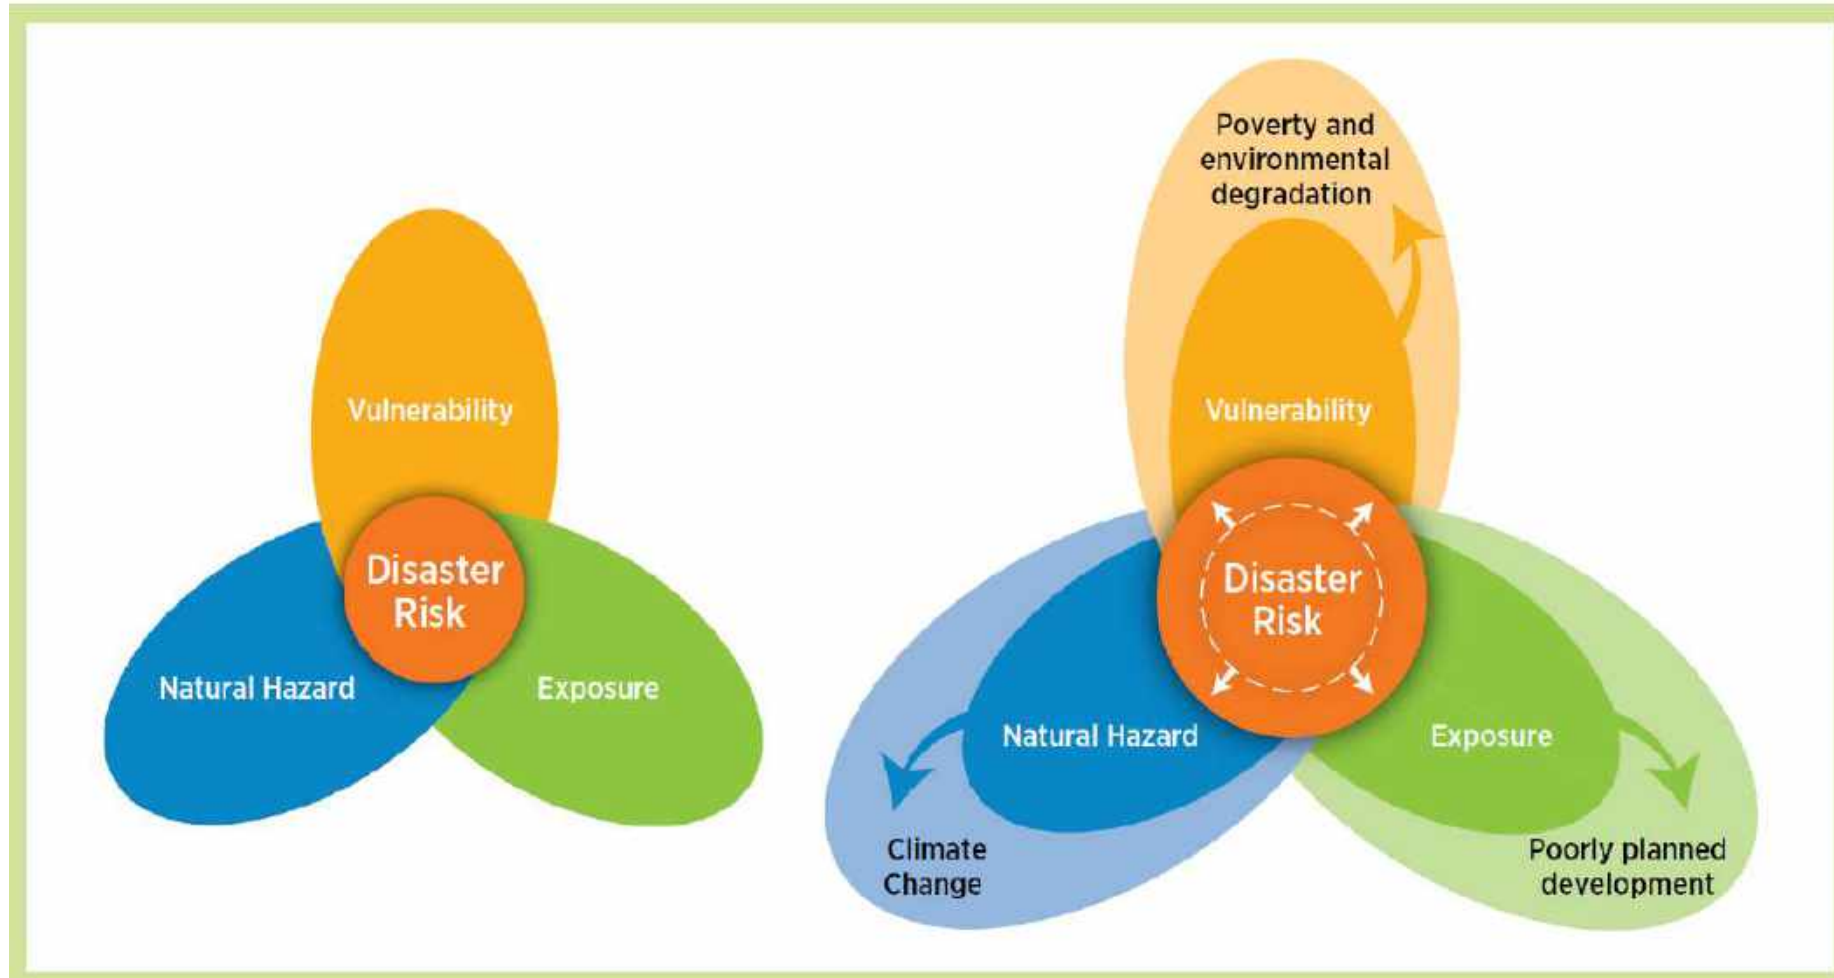 Vulnerability
Disaster
Risk
Natural Hazard
Exposure
Poverty and
environmental
degradation
Vulnerability
Disaster
Risk
Natural Hazard
Exposure
Climate
Change
Poorly planned
development